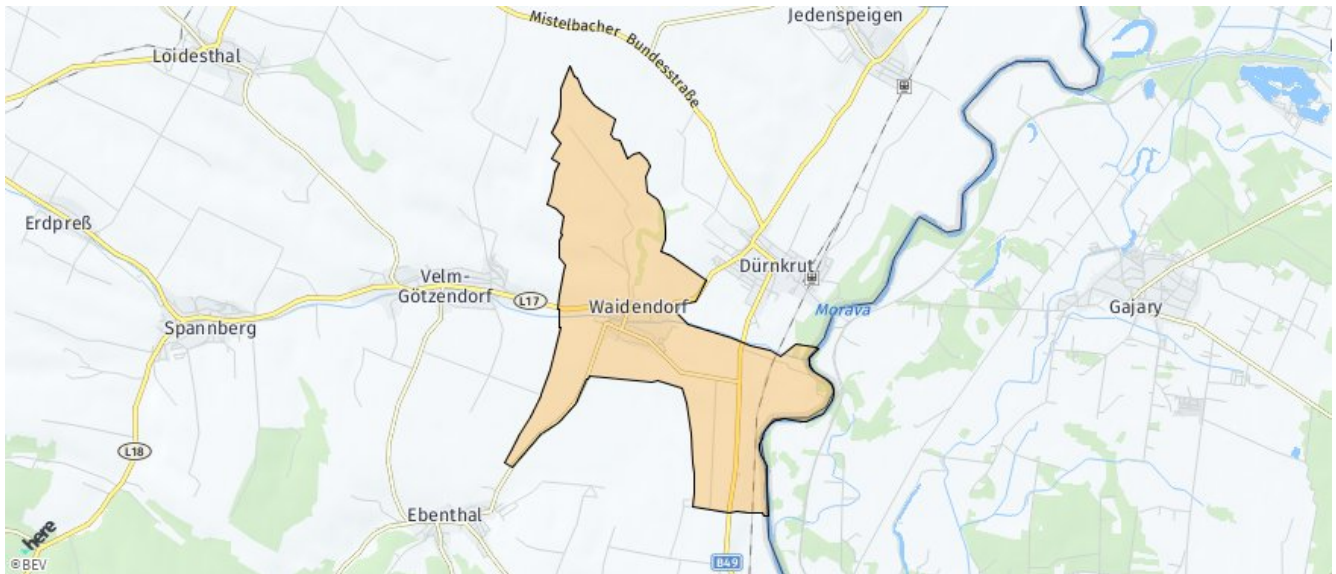 Jedenspeigen
Mistelbacher Bundesstraße
Loidesthal
Erdpreß
Velm-
Götzendorf
Dürnkrut
L17
Waidendorf
Morava
Gajary
Spannberg
L18
Ebenthal
here
B49
©BEV